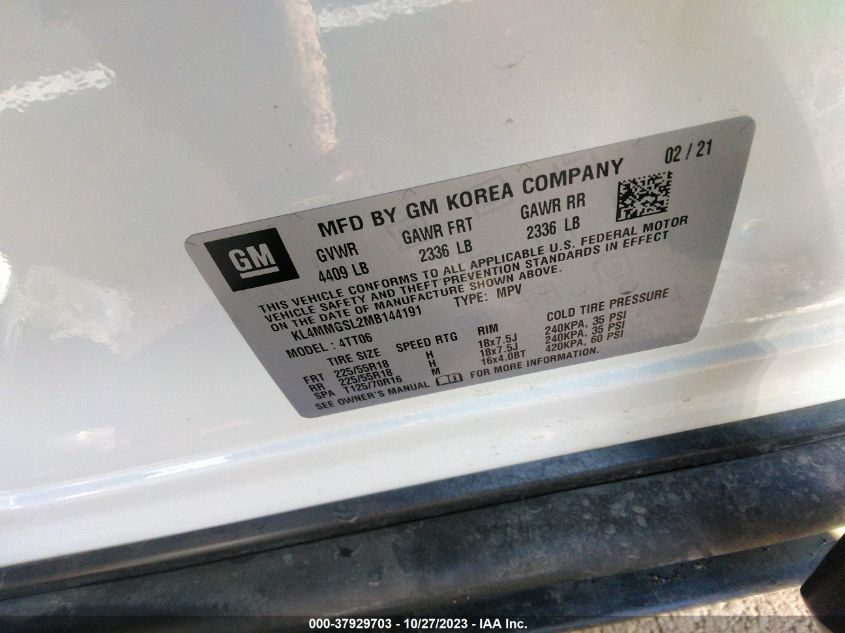 GM
MFD BY GM KOREA COMPANY 02 / 21
GVWR GAWR FRT GAWR RR
4409 LB 2336 LB 2336 LB
THIS VEHICLE CONFORMS TO ALL APPLICABLE U.S. FEDERAL MOTOR
VEHICLE SAFETY AND THEFT PREVENTION STANDARDS IN EFFECT
ON THE DATE OF MANUFACTURE SHOWN ABOVE.
KL4MMGSL2MB144191 TYPE: MPV
MODEL : 4TT06
TIRE SIZE SPEED RTG RIM COLD TIRE PRESSURE
FRT 225/55R18 H 18x7.5J 240KPA, 35 PSI
RR 225/55R18 H 18x7.5J 240KPA, 35 PSI
SPA T125/70R16 M 16x4.0BT 420KPA, 60 PSI
SEE OWNER'S MANUAL FOR MORE INFORMATION.
000-37929703 - 10/27/2023 - IAA Inc.